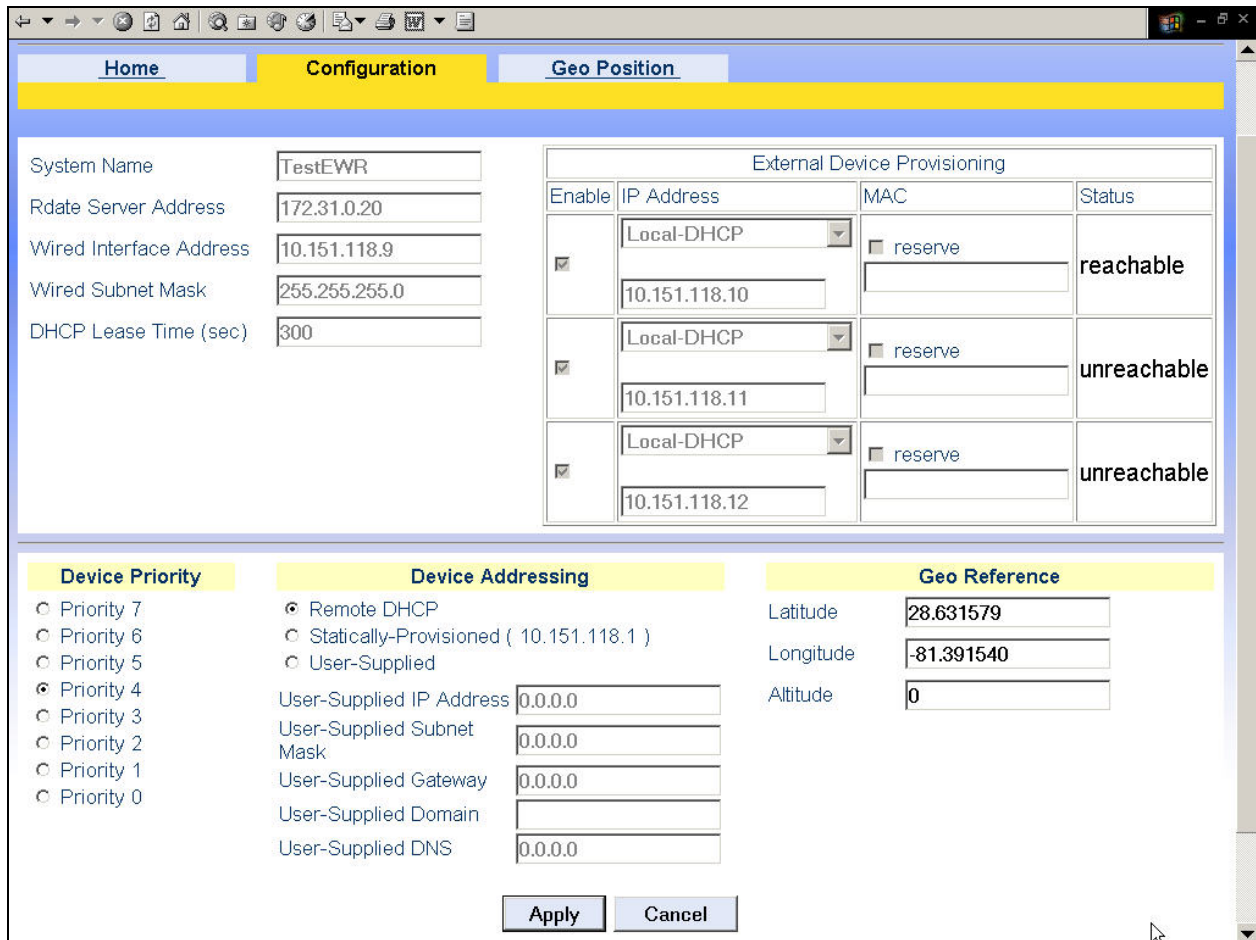 Home Configuration Geo Position
System Name TestEWR
Rdate Server Address 172.31.0.20
Wired Interface Address 10.151.118.9
Wired Subnet Mask 255.255.255.0
DHCP Lease Time (sec) 300
External Device Provisioning
Enable IP Address MAC Status
Local-DHCP
reserve
reachable
10.151.118.10
Local-DHCP
reserve
unreachable
10.151.118.11
Local-DHCP
reserve
unreachable
10.151.118.12
Device Priority
Priority 7
Priority 6
Priority 5
Priority 4
Priority 3
Priority 2
Priority 1
Priority 0
Device Addressing
Remote DHCP
Statically-Provisioned ( 10.151.118.1 )
User-Supplied
User-Supplied IP Address 0.0.0.0
User-Supplied Subnet
Mask 0.0.0.0
User-Supplied Gateway 0.0.0.0
User-Supplied Domain
User-Supplied DNS 0.0.0.0
Geo Reference
Latitude 28.631579
Longitude -81.391540
Altitude 0
Apply Cancel